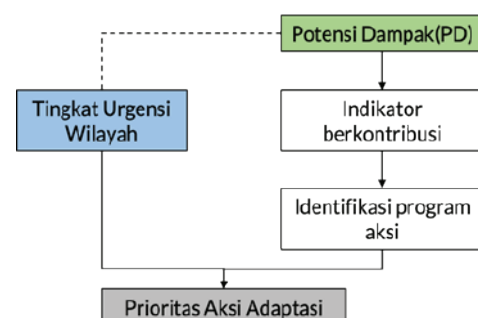 Potensi Dampak(PD)
Tingkat Urgensi
Wilayah
Indikator
berkontribusi
Identifikasi program
aksi
Prioritas Aksi Adaptasi